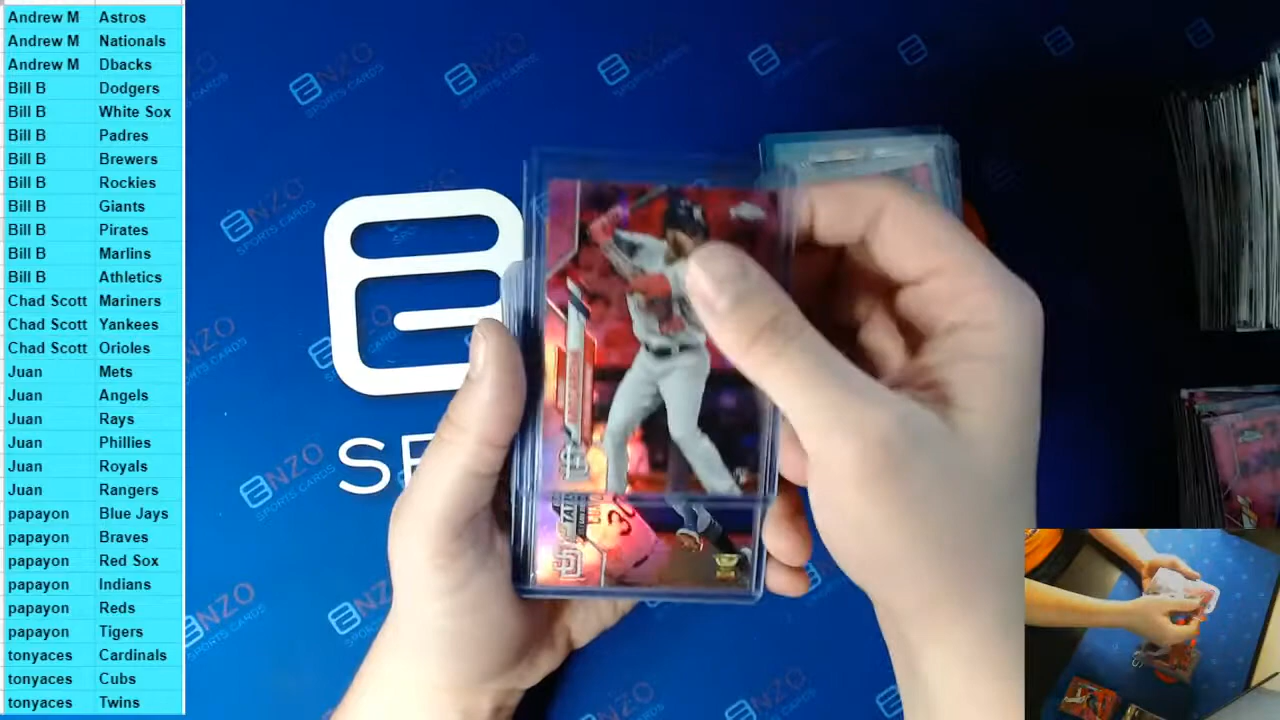 Andrew M Astros
Andrew M Nationals
Andrew M Dbacks
Bill B Dodgers
Bill B White Sox
Bill B Padres
Bill B Brewers
Bill B Rockies
Bill B Giants
Bill B Pirates
Bill B Marlins
Bill B Athletics
Chad Scott Mariners
Chad Scott Yankees
Chad Scott Orioles
Juan Mets
Juan Angels
Juan Rays
Juan Phillies
Juan Royals
Juan Rangers
papayon Blue Jays
papayon Braves
papayon Red Sox
papayon Indians
papayon Reds
papayon Tigers
tonyaces Cardinals
tonyaces Cubs
tonyaces Twins
ENZO
SPORTS CARDS
30